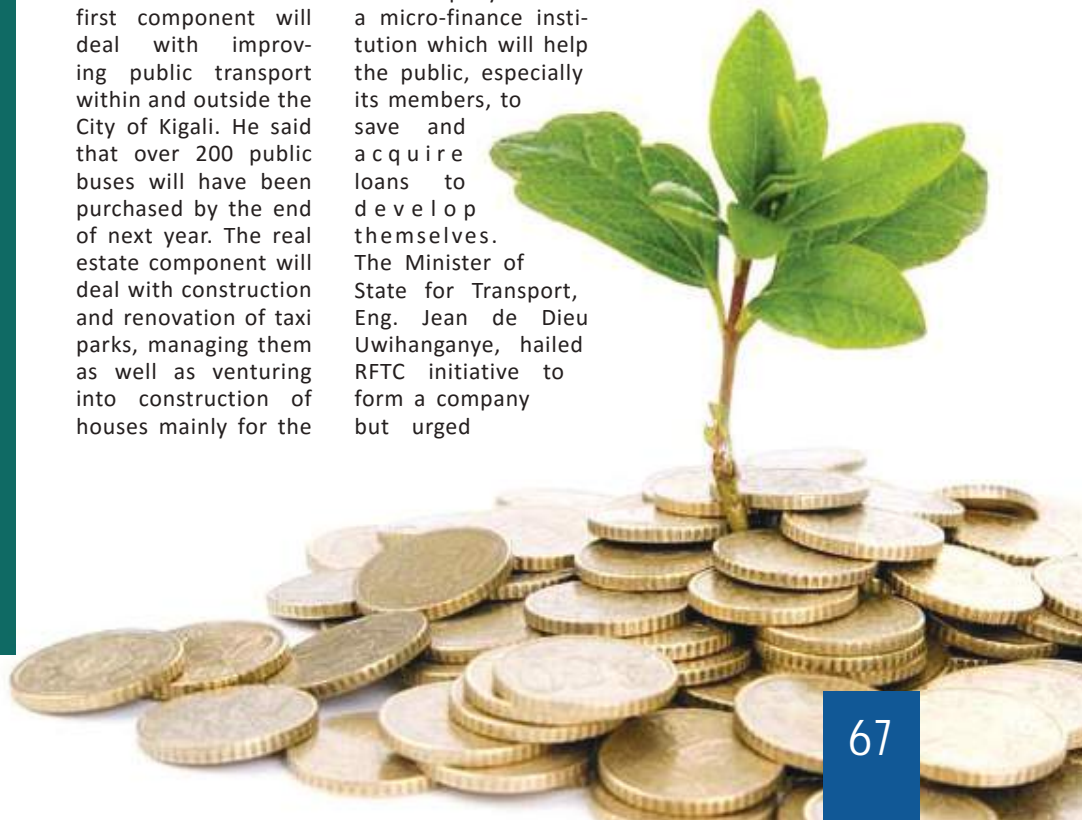 first component will
deal with improv-
ing public transport
within and outside the
City of Kigali. He said
that over 200 public
buses will have been
purchased by the end
of next year. The real
estate component will
deal with construction
and renovation of taxi
parks, managing them
as well as venturing
into construction of
houses mainly for the
a micro-finance insti-
tution which will help
the public, especially
its members, to
save and
acquire
loans to
develop
themselves.
The Minister of
State for Transport,
Eng. Jean de Dieu
Uwihanganye, hailed
RFTC initiative to
form a company
but urged
67